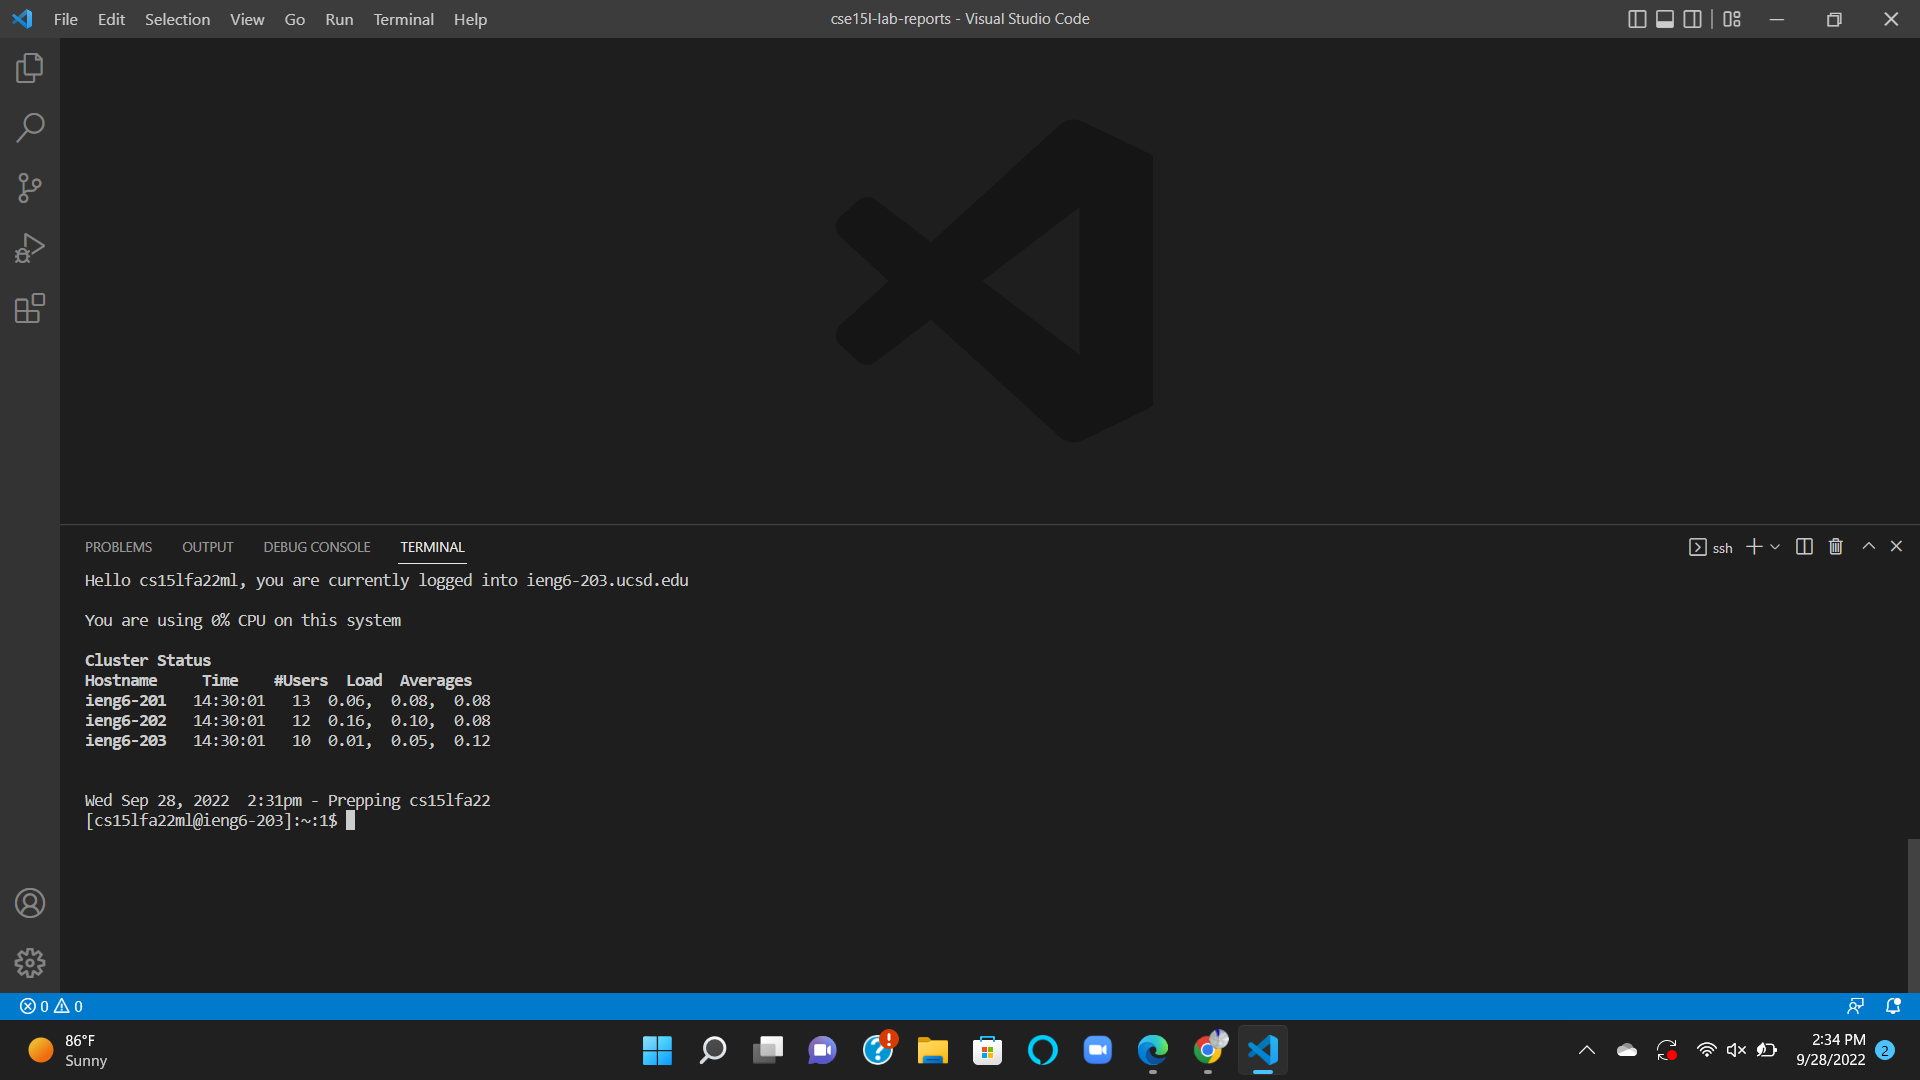 File Edit Selection View Go Run Terminal Help
cse15l-lab-reports - Visual Studio Code
PROBLEMS OUTPUT DEBUG CONSOLE TERMINAL
ssh
Hello cs15lfa22ml, you are currently logged into ieng6-203.ucsd.edu
You are using 0% CPU on this system
Cluster Status
Hostname Time #Users Load Averages
ieng6-201 14:30:01 13 0.06, 0.08, 0.08
ieng6-202 14:30:01 12 0.16, 0.10, 0.08
ieng6-203 14:30:01 10 0.01, 0.05, 0.12
Wed Sep 28, 2022 2:31pm - Prepping cs15lfa22
[cs15lfa22ml@ieng6-203]:~:1$
0 0
86°F
Sunny
2:34 PM
9/28/2022
2